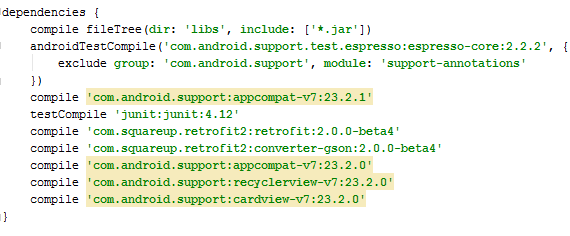 dependencies {
    compile fileTree(dir: 'libs', include: ['*.jar'])
    androidTestCompile('com.android.support.test.espresso:espresso-core:2.2.2', {
        exclude group: 'com.android.support', module: 'support-annotations'
    })
    compile 'com.android.support:appcompat-v7:23.2.1'
    testCompile 'junit:junit:4.12'
    compile 'com.squareup.retrofit2:retrofit:2.0.0-beta4'
    compile 'com.squareup.retrofit2:converter-gson:2.0.0-beta4'
    compile 'com.android.support:appcompat-v7:23.2.0'
    compile 'com.android.support:recyclerview-v7:23.2.0'
    compile 'com.android.support:cardview-v7:23.2.0'
}